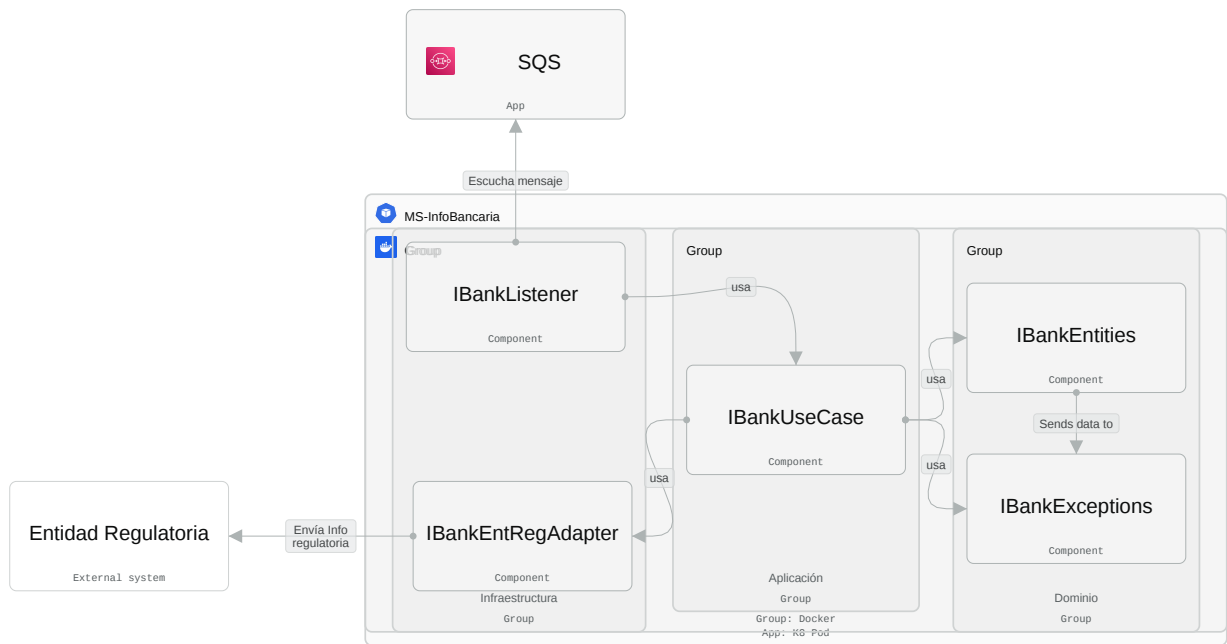 SQS
App
Escucha mensaje
MS-InfoBancaria
Group
IBankListener
Component
usa
Group
Group
IBankEntities
Component
IBankUseCase
Component
usa
usa
usa
Sends data to
IBankExceptions
Component
Entidad Regulatoria
External system
Envía Info
regulatoria
IBankEntRegAdapter
Component
Infraestructura
Group
Aplicación
Group
Group: Docker
App: K8 Pod
Dominio
Group